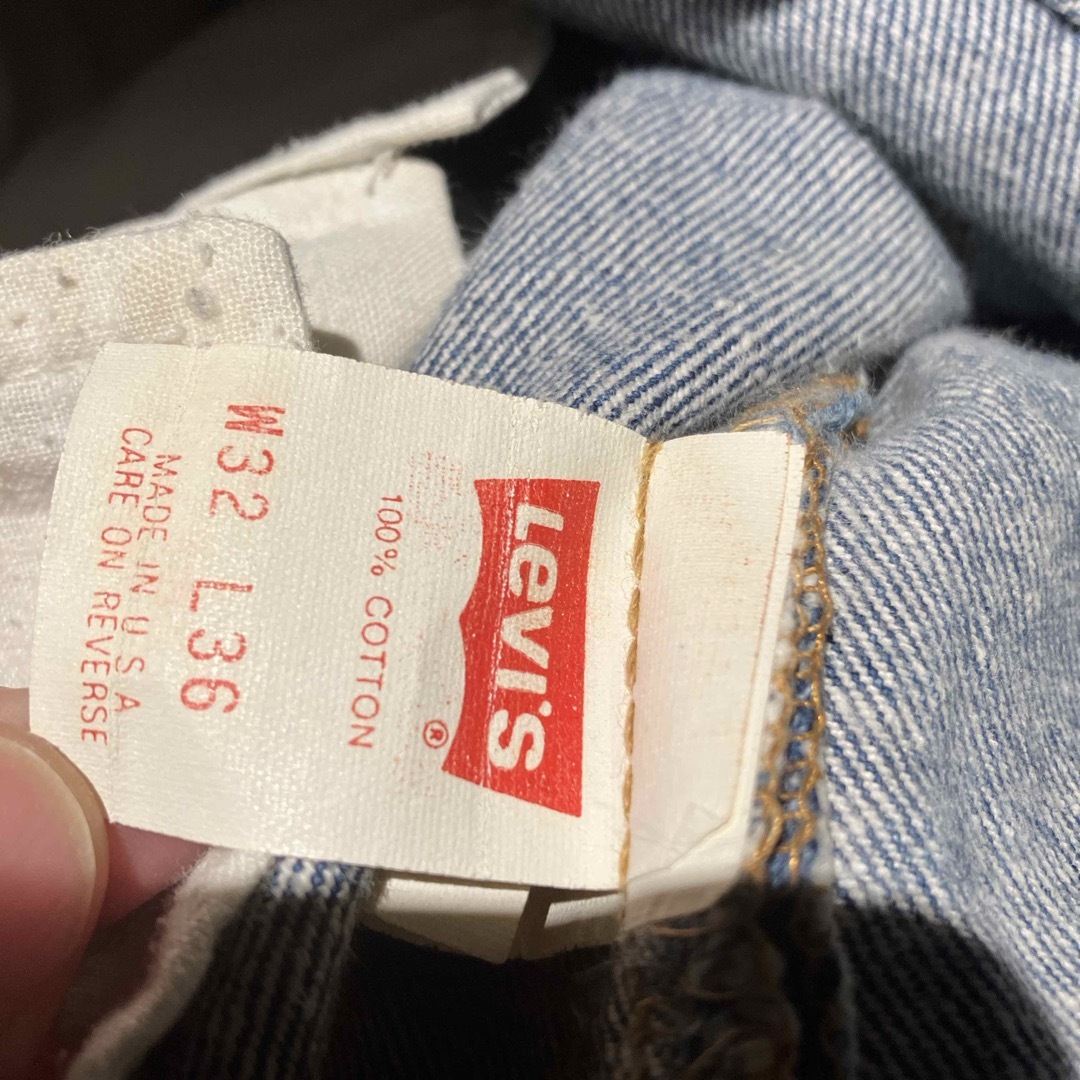 Levi's ®
100% COTTON
W32 L36
MADE IN U S A
CARE ON REVERSE